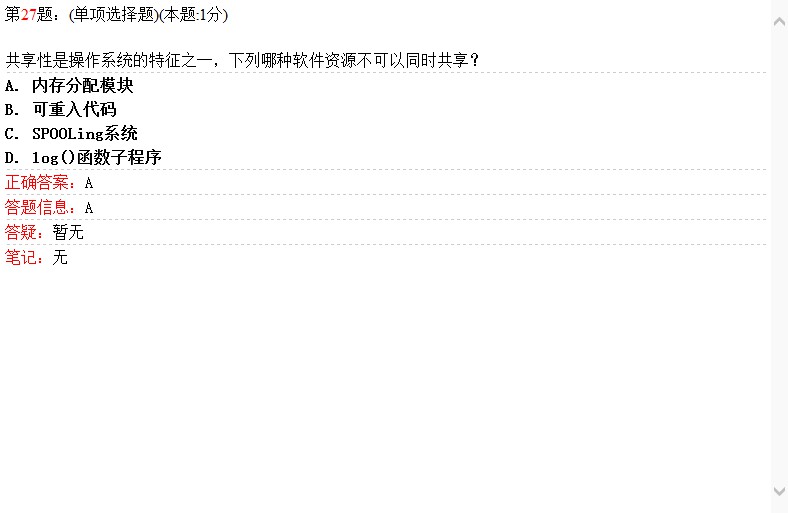 第27题：(单项选择题)(本题:1分)
共享性是操作系统的特征之一，下列哪种软件资源不可以同时共享？
A. 内存分配模块
B. 可重入代码
C. SPOOLing系统
D. log()函数子程序
正确答案：A
答题信息：A
答疑：暂无
笔记：无